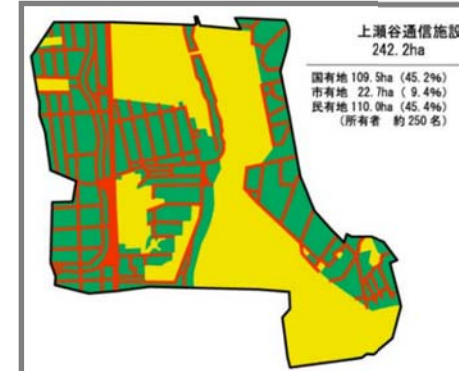 上瀬谷通信施設
242.2ha
国有地 109.5ha (45.2%)
市有地 22.7ha ( 9.4%)
民有地 110.0ha (45.4%)
(所有者 約250名)